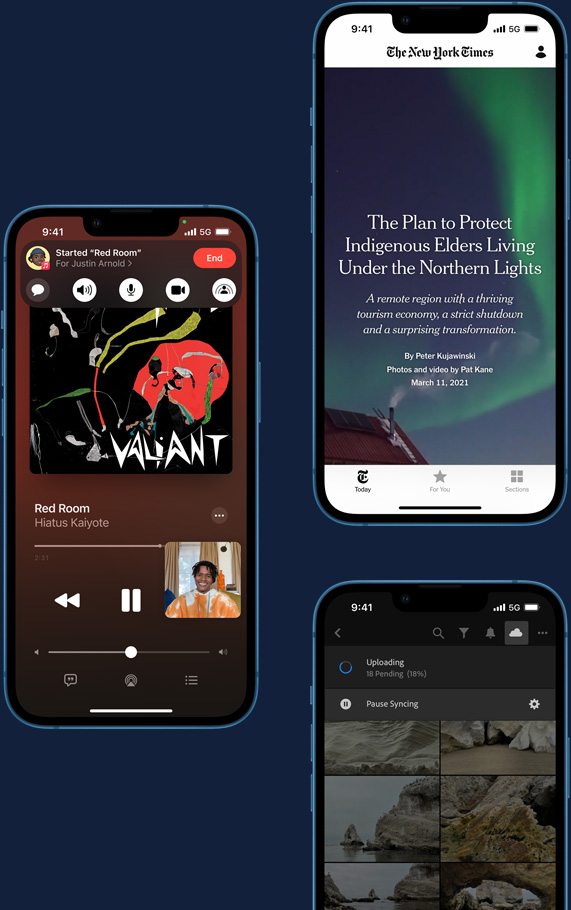 9:41
5G
The New York Times
The Plan to Protect
Indigenous Elders Living
Under the Northern Lights
A remote region with a thriving
tourism economy, a strict shutdown
and a surprising transformation.
By Peter Kujawinski
Photos and video by Pat Kane
March 11, 2021
Today
For You
Sections
9:41
5G
Started “Red Room”
For Justin Arnold >
End
VALIANT
Red Room
Hiatus Kaiyote
2:31
9:41
5G
Uploading
18 Pending (18%)
Pause Syncing